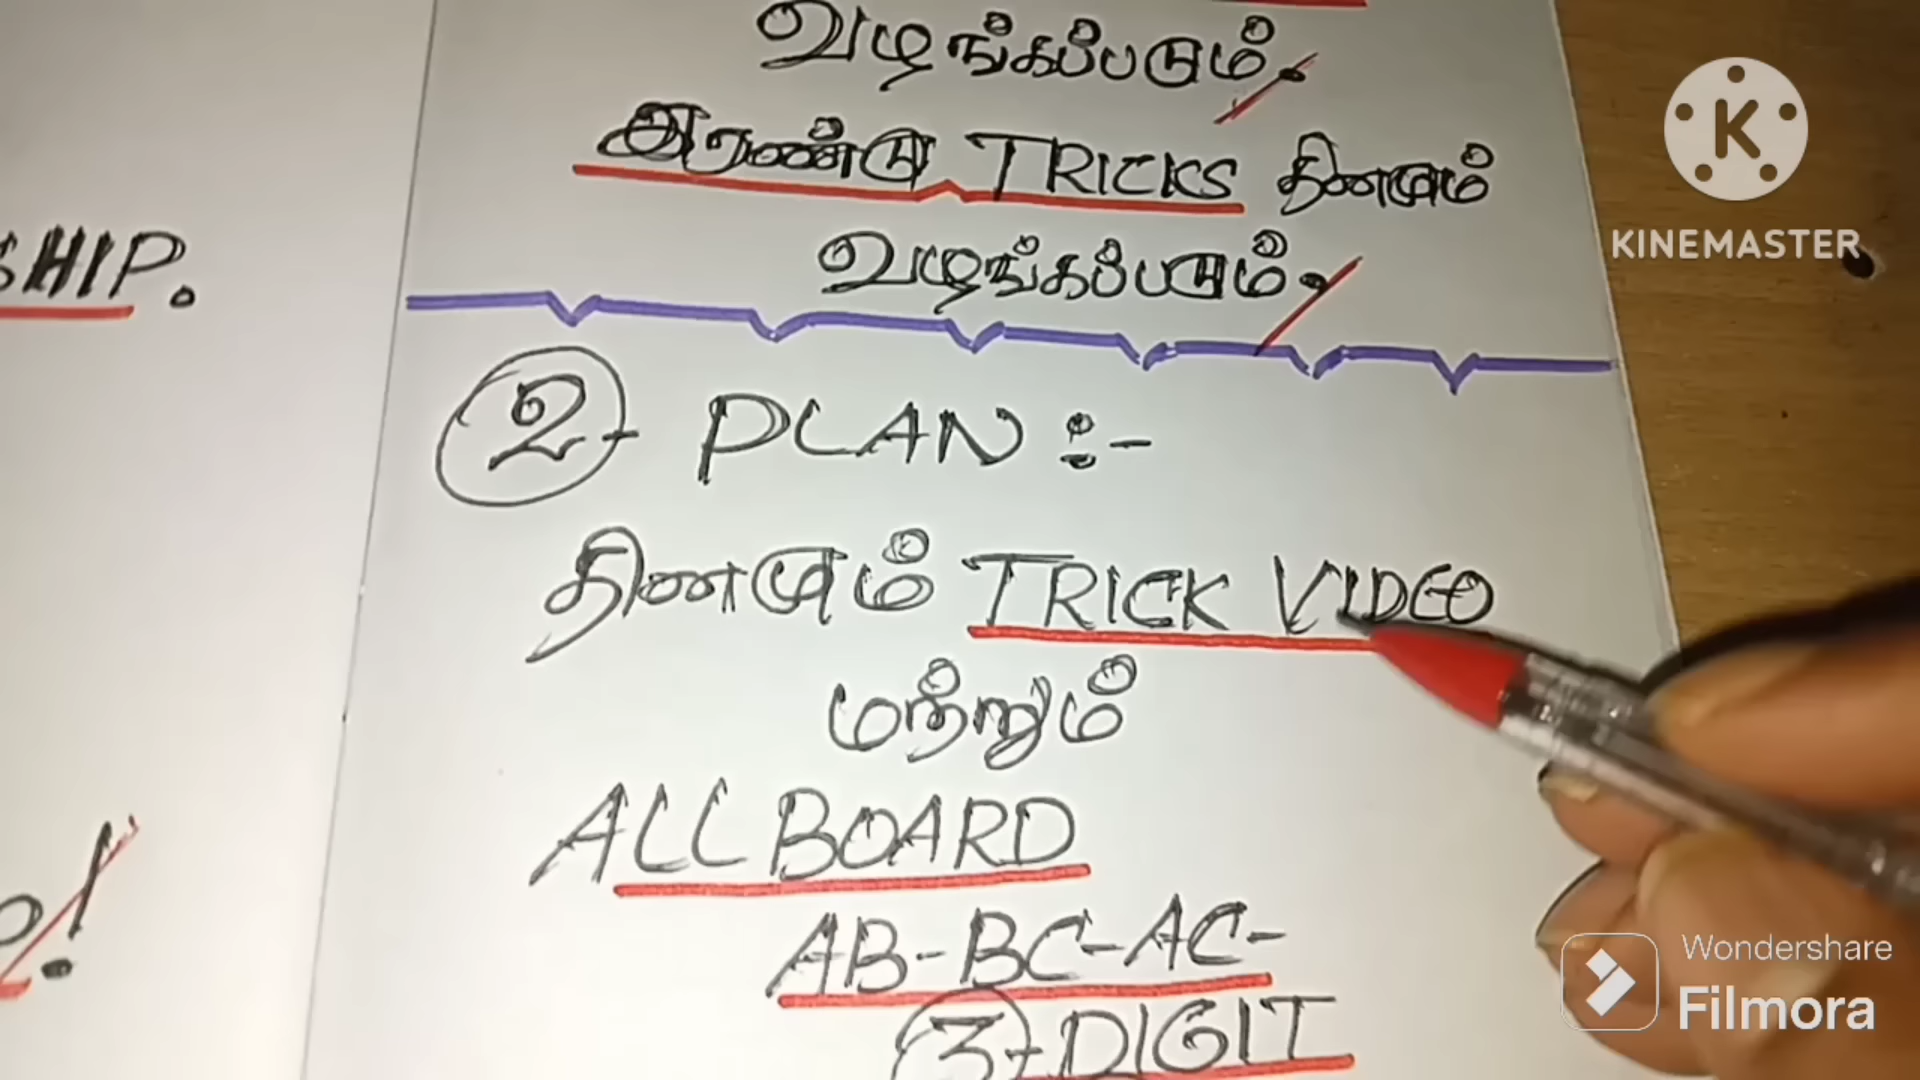 வழங்கப்படும்.
இரண்டு TRICKS தினமும்
வழங்கப்படும்.
SHIP.
2 PLAN :-
தினமும் TRICK VIDEO
மற்றும்
ALL BOARD
AB-BC-AC-
3-DIGIT
KINEMASTER
Wondershare
Filmora